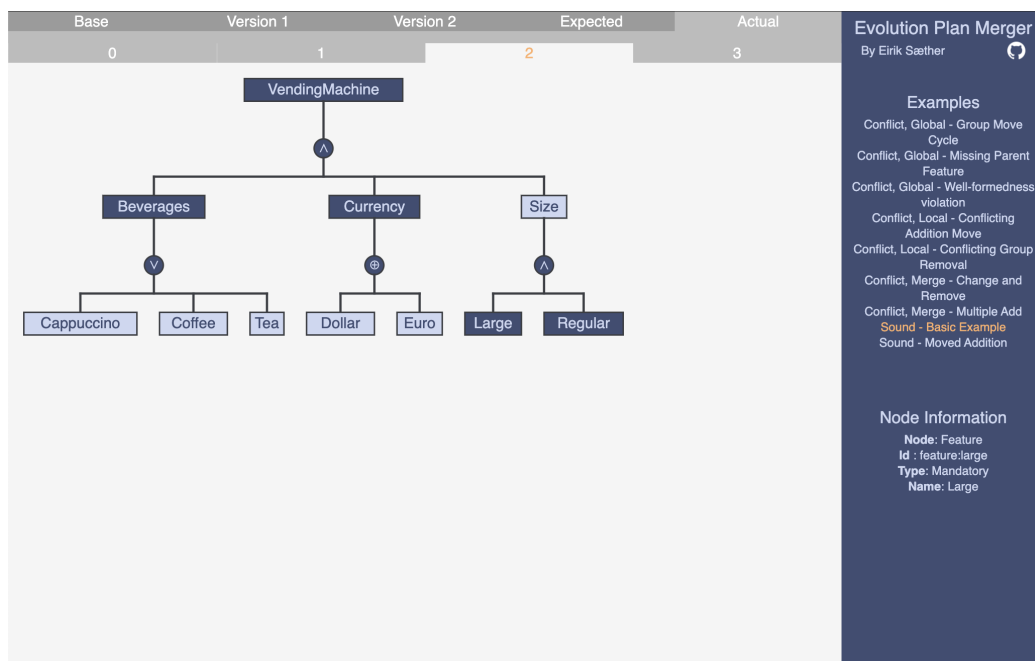 Base Version 1 Version 2 Expected Actual
0 1 2 3
VendingMachine
∧
Beverages Currency Size
∨ ⊕ ∧
Cappuccino Coffee Tea Dollar Euro Large Regular
Evolution Plan Merger
By Eirik Sæther
Examples
Conflict, Global - Group Move
Cycle
Conflict, Global - Missing Parent
Feature
Conflict, Global - Well-formedness
violation
Conflict, Local - Conflicting
Addition Move
Conflict, Local - Conflicting Group
Removal
Conflict, Merge - Change and
Remove
Conflict, Merge - Multiple Add
Sound - Basic Example
Sound - Moved Addition
Node Information
Node: Feature
Id : feature:large
Type: Mandatory
Name: Large